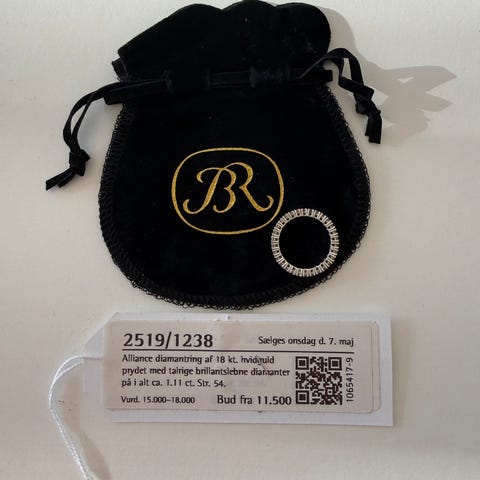 BR
2519/1238 Sælges onsdag d. 7. maj
Alliance diamantring af 18 kt. hvidguld
prydet med talrige brillantslebne diamanter
på i alt ca. 1.11 ct. Str. 54.
Vurd. 15.000–18.000 Bud fra 11.500
1065417-9